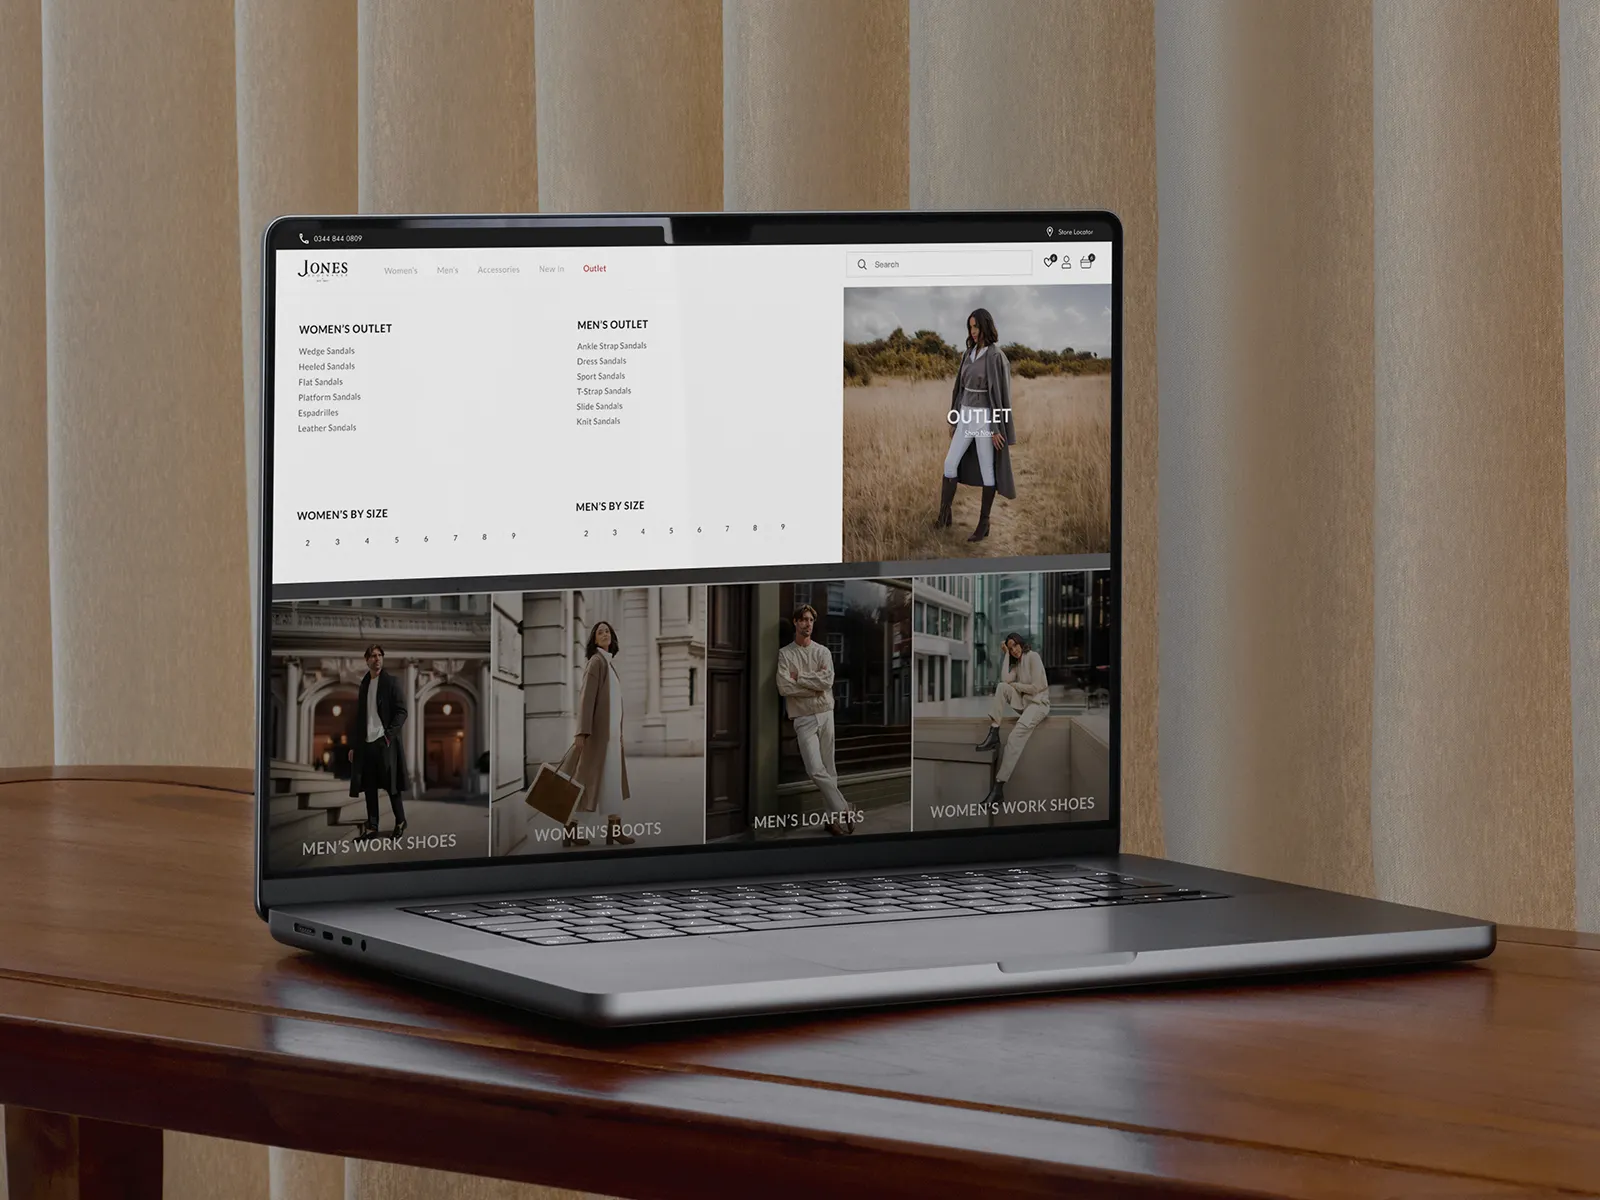 0344 844 0809
Store Locator
JONES
Women's
Men's
Accessories
New in
Outlet
Search
WOMEN'S OUTLET
Wedge Sandals
Heeled Sandals
Flat Sandals
Platform Sandals
Espadrilles
Leather Sandals
MEN'S OUTLET
Ankle Strap Sandals
Dress Sandals
Sport Sandals
T-Strap Sandals
Slide Sandals
Knit Sandals
OUTLET
Shop Now
WOMEN'S BY SIZE
2 3 4 5 6 7 8 9
MEN'S BY SIZE
2 3 4 5 6 7 8 9
MEN'S WORK SHOES
WOMEN'S BOOTS
MEN'S LOAFERS
WOMEN'S WORK SHOES